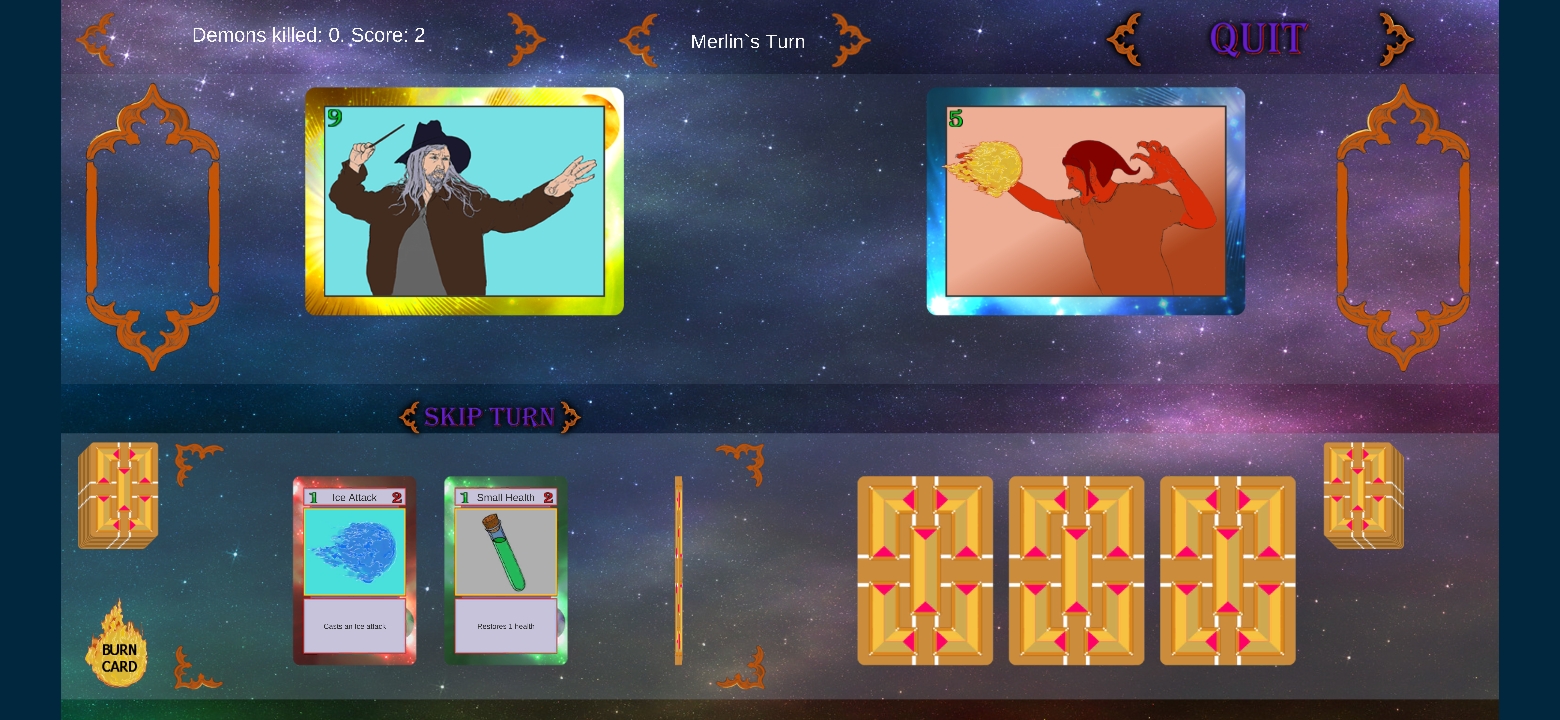 Demons killed: 0. Score: 2
Merlin`s Turn
QUIT
9
5
SKIP TURN
1 Ice Attack 2
Casts an Ice attack
1 Small Health 2
Restores 1 health
BURN
CARD